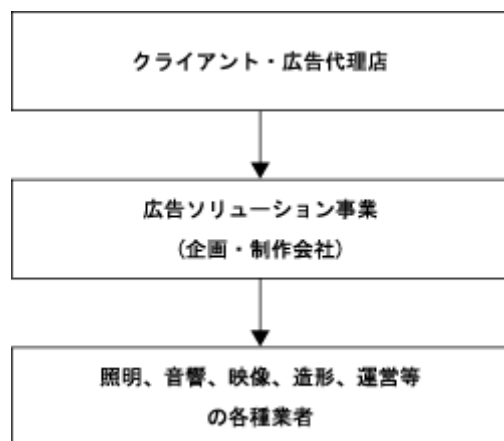 クライアント・広告代理店
広告ソリューション事業
(企画・制作会社)
照明、音響、映像、造形、運営等
の各種業者